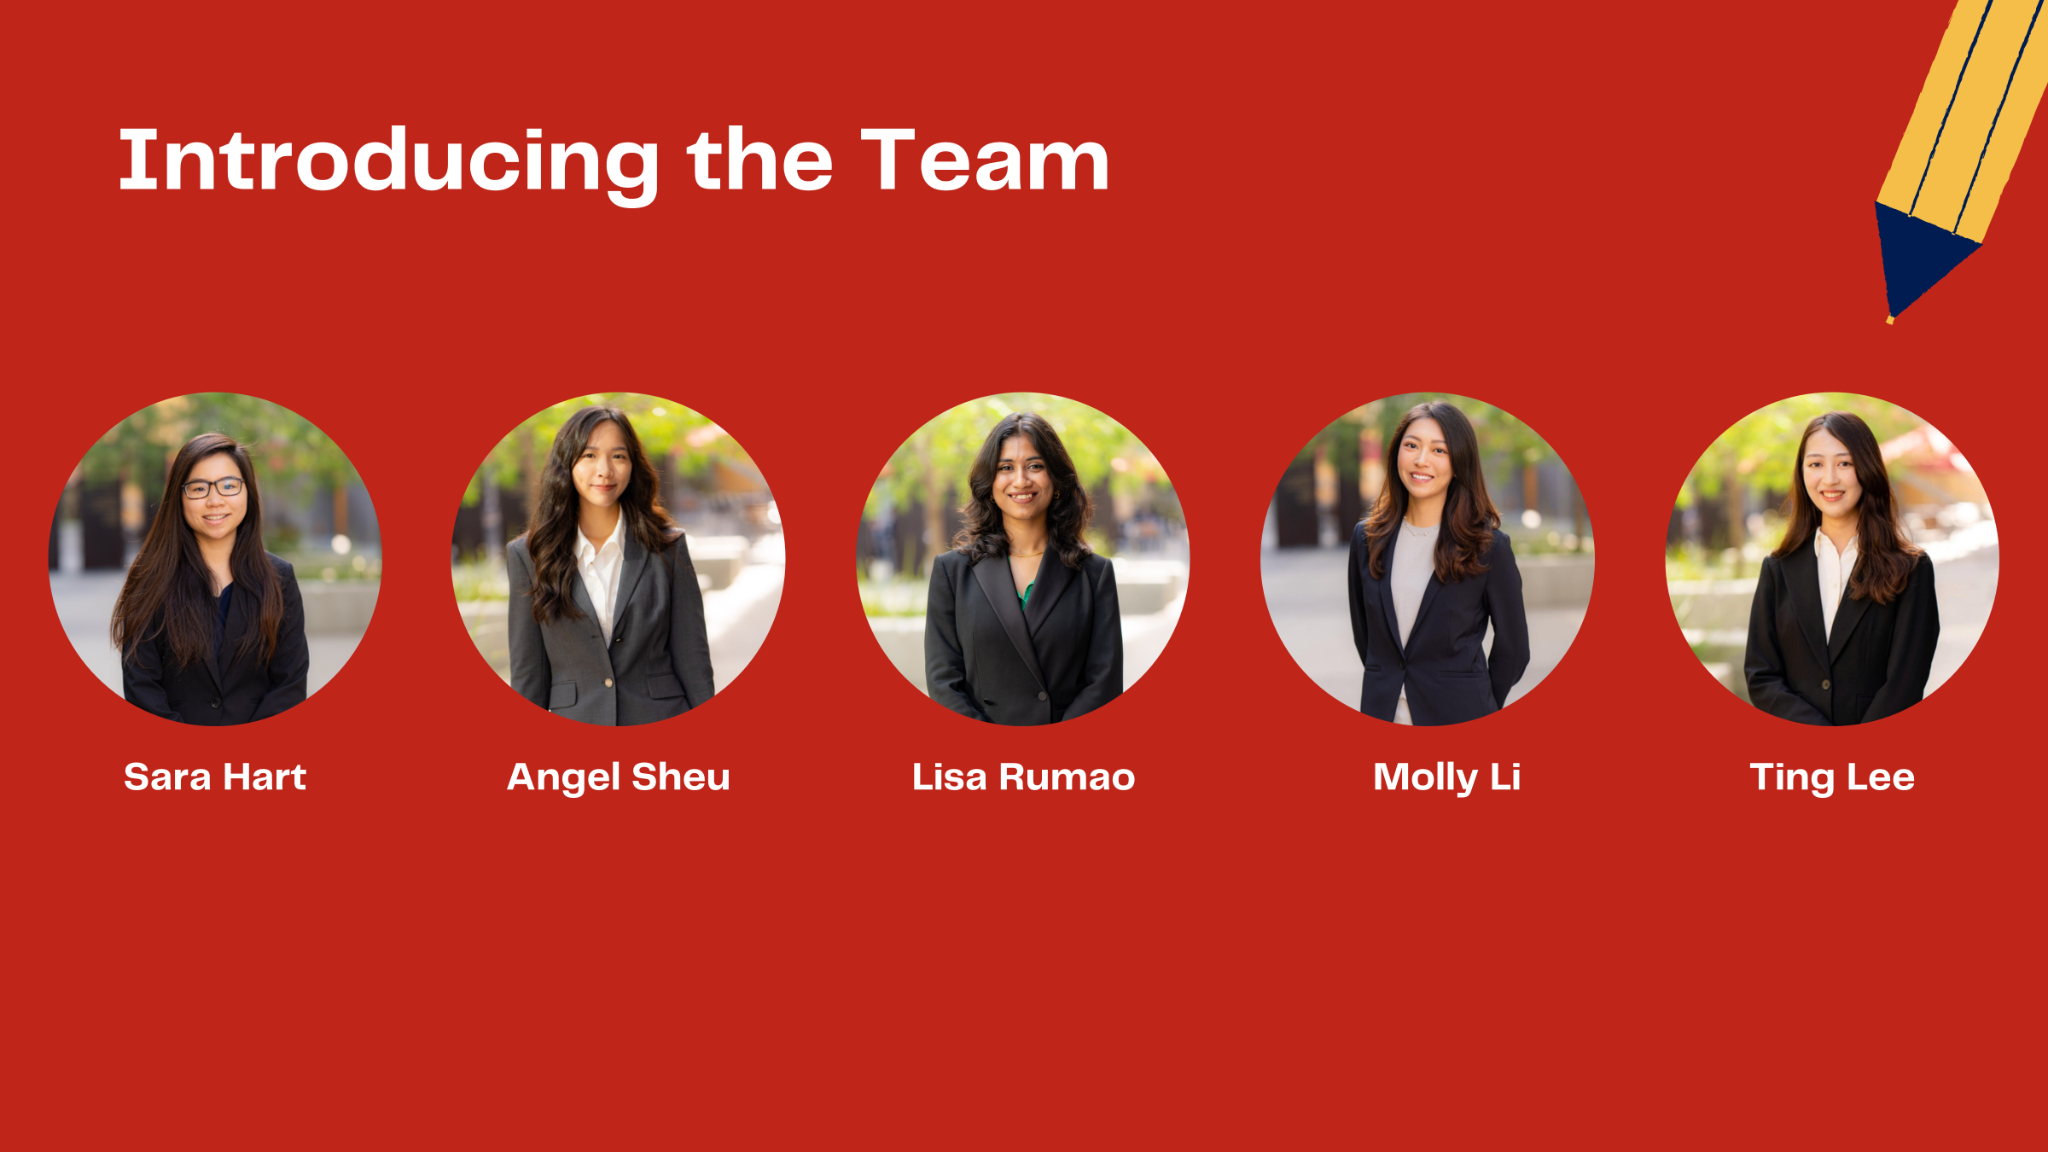 Introducing the Team
Sara Hart
Angel Sheu
Lisa Rumao
Molly Li
Ting Lee